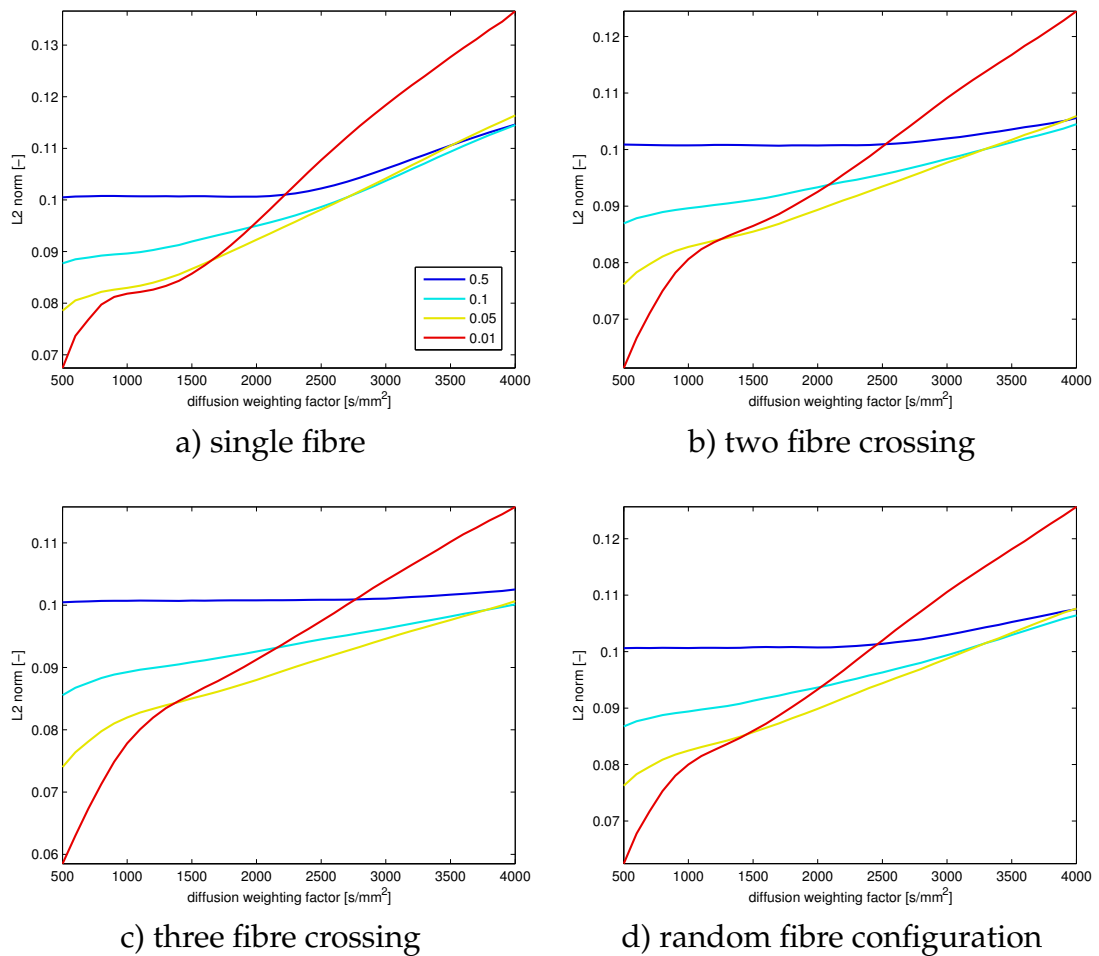 0.13
0.12
0.11
0.1
0.09
0.08
0.07
L2 norm [−]
500 1000 1500 2000 2500 3000 3500 4000
diffusion weighting factor [s/mm²]
0.5
0.1
0.05
0.01
a) single fibre
0.12
0.11
0.1
0.09
0.08
0.07
L2 norm [−]
500 1000 1500 2000 2500 3000 3500 4000
diffusion weighting factor [s/mm²]
b) two fibre crossing
0.11
0.1
0.09
0.08
0.07
0.06
L2 norm [−]
500 1000 1500 2000 2500 3000 3500 4000
diffusion weighting factor [s/mm²]
c) three fibre crossing
0.12
0.11
0.1
0.09
0.08
0.07
L2 norm [−]
500 1000 1500 2000 2500 3000 3500 4000
diffusion weighting factor [s/mm²]
d) random fibre configuration